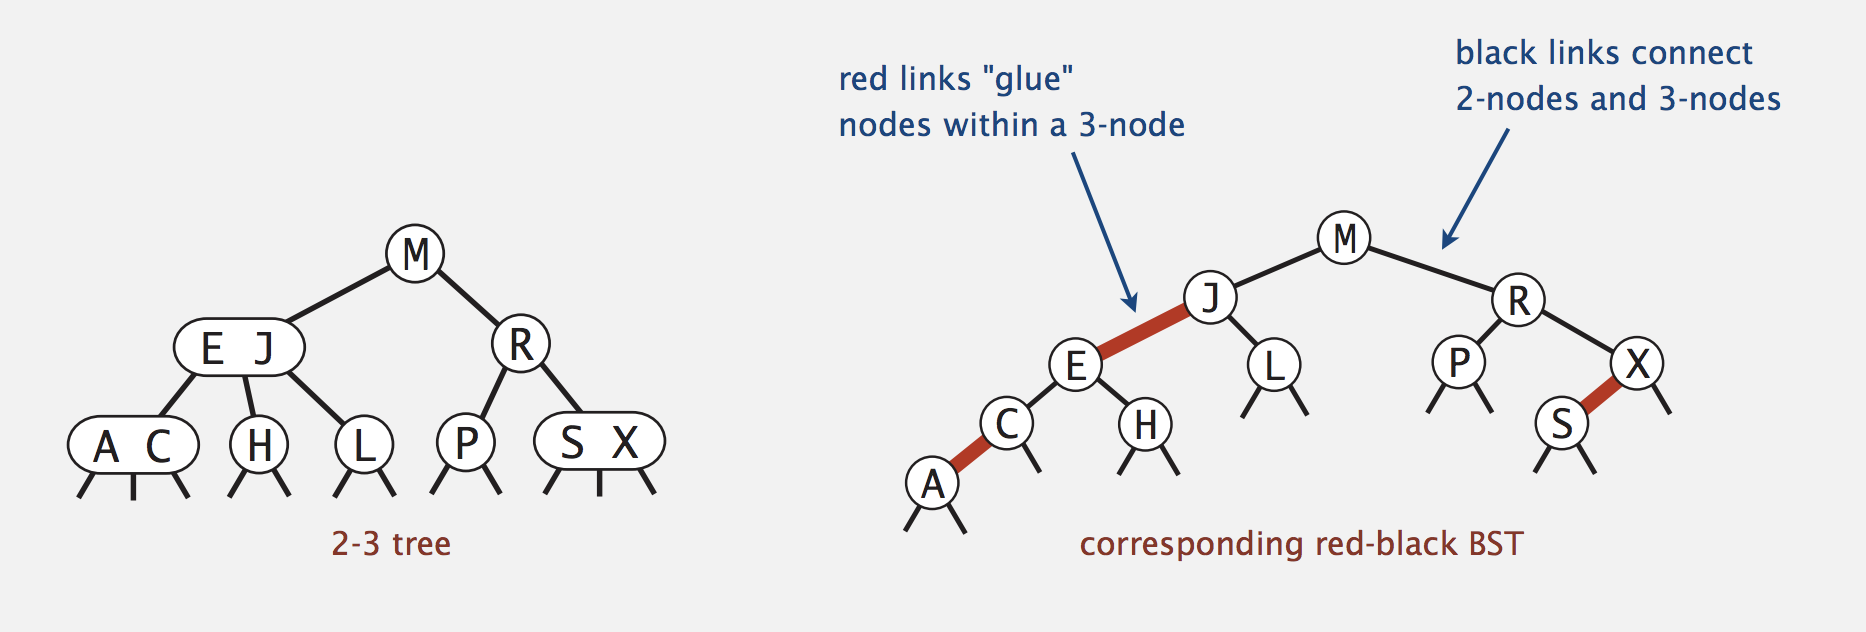 red links "glue"
nodes within a 3-node
black links connect
2-nodes and 3-nodes
M
E J
R
A C
H
L
P
S X
2-3 tree
M
J
R
E
L
P
X
C
H
S
A
corresponding red-black BST